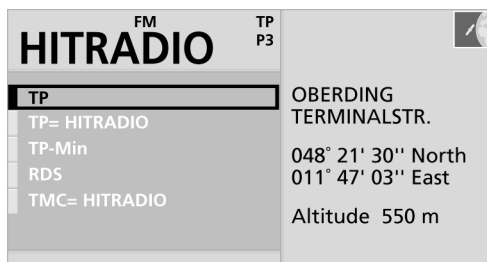 FM
TP
HITRADIO
P3
TP
TP= HITRADIO
TP-Min
RDS
TMC= HITRADIO
OBERDING
TERMINALSTR.
048° 21' 30'' North
011° 47' 03'' East
Altitude 550 m